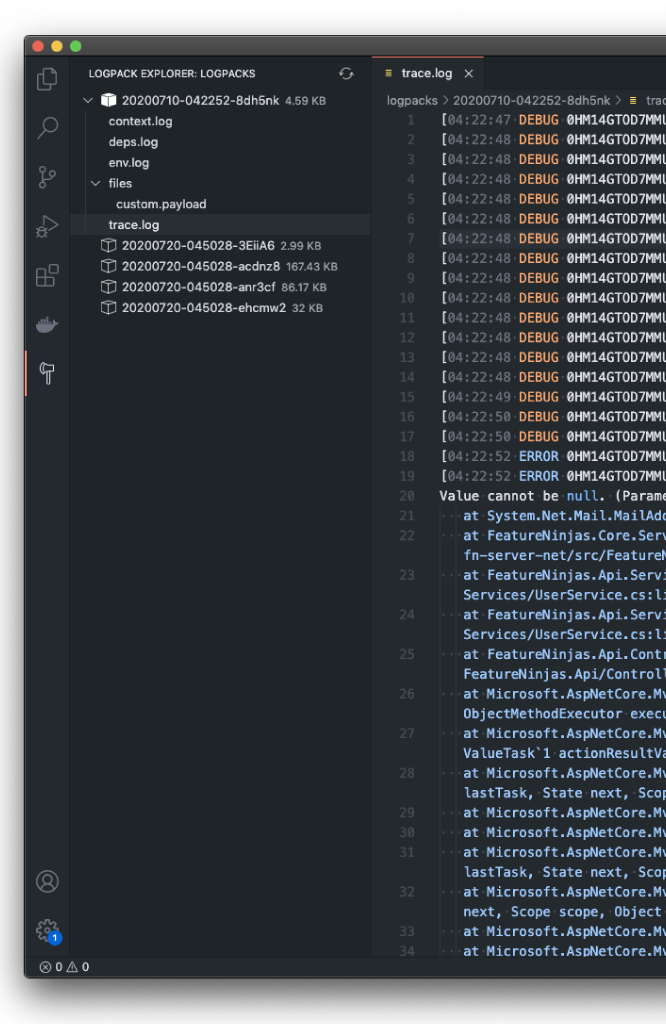 LOGPACK EXPLORER: LOGPACKS
20200710-042252-8dh5nk 4.59 KB
context.log
deps.log
env.log
files
custom.payload
trace.log
20200720-045028-3EiiA6 2.99 KB
20200720-045028-acdnz8 167.43 KB
20200720-045028-anr3cf 86.17 KB
20200720-045028-ehcmw2 32 KB
trace.log
logpacks > 20200710-042252-8dh5nk > trac
1 [04:22:47 DEBUG 0HM14GTOD7MMU
2 [04:22:48 DEBUG 0HM14GTOD7MMU
3 [04:22:48 DEBUG 0HM14GTOD7MMU
4 [04:22:48 DEBUG 0HM14GTOD7MMU
5 [04:22:48 DEBUG 0HM14GTOD7MMU
6 [04:22:48 DEBUG 0HM14GTOD7MMU
7 [04:22:48 DEBUG 0HM14GTOD7MMU
8 [04:22:48 DEBUG 0HM14GTOD7MMU
9 [04:22:48 DEBUG 0HM14GTOD7MMU
10 [04:22:48 DEBUG 0HM14GTOD7MMU
11 [04:22:48 DEBUG 0HM14GTOD7MMU
12 [04:22:48 DEBUG 0HM14GTOD7MMU
13 [04:22:48 DEBUG 0HM14GTOD7MMU
14 [04:22:48 DEBUG 0HM14GTOD7MMU
15 [04:22:49 DEBUG 0HM14GTOD7MMU
16 [04:22:50 DEBUG 0HM14GTOD7MMU
17 [04:22:50 DEBUG 0HM14GTOD7MMU
18 [04:22:52 ERROR 0HM14GTOD7MMU
19 [04:22:52 ERROR 0HM14GTOD7MMU
20 Value cannot be null. (Parame
21 at System.Net.Mail.MailAdd
22 at FeatureNinjas.Core.Serv
fn-server-net/src/FeatureN
23 at FeatureNinjas.Api.Servi
Services/UserService.cs:li
24 at FeatureNinjas.Api.Servi
Services/UserService.cs:li
25 at FeatureNinjas.Api.Contr
FeatureNinjas.Api/Controll
26 at Microsoft.AspNetCore.Mv
ObjectMethodExecutor execu
27 at Microsoft.AspNetCore.Mv
ValueTask`1 actionResultVa
28 at Microsoft.AspNetCore.Mv
lastTask, State next, Scop
29 at Microsoft.AspNetCore.Mv
30 at Microsoft.AspNetCore.Mv
31 at Microsoft.AspNetCore.Mv
lastTask, State next, Scop
32 at Microsoft.AspNetCore.Mv
next, Scope scope, Object
33 at Microsoft.AspNetCore.Mv
34 at Microsoft.AspNetCore.Mv
1
0 0